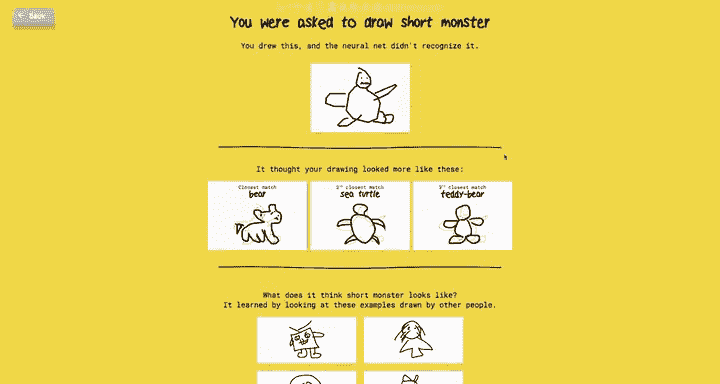 Back
You were asked to draw short monster
You drew this, and the neural net didn't recognize it.
It thought your drawing looked more like these:
Closest match
bear
2nd closest match
sea turtle
3rd closest match
teddy-bear
What does it think short monster looks like?
It learned by looking at these examples drawn by other people.